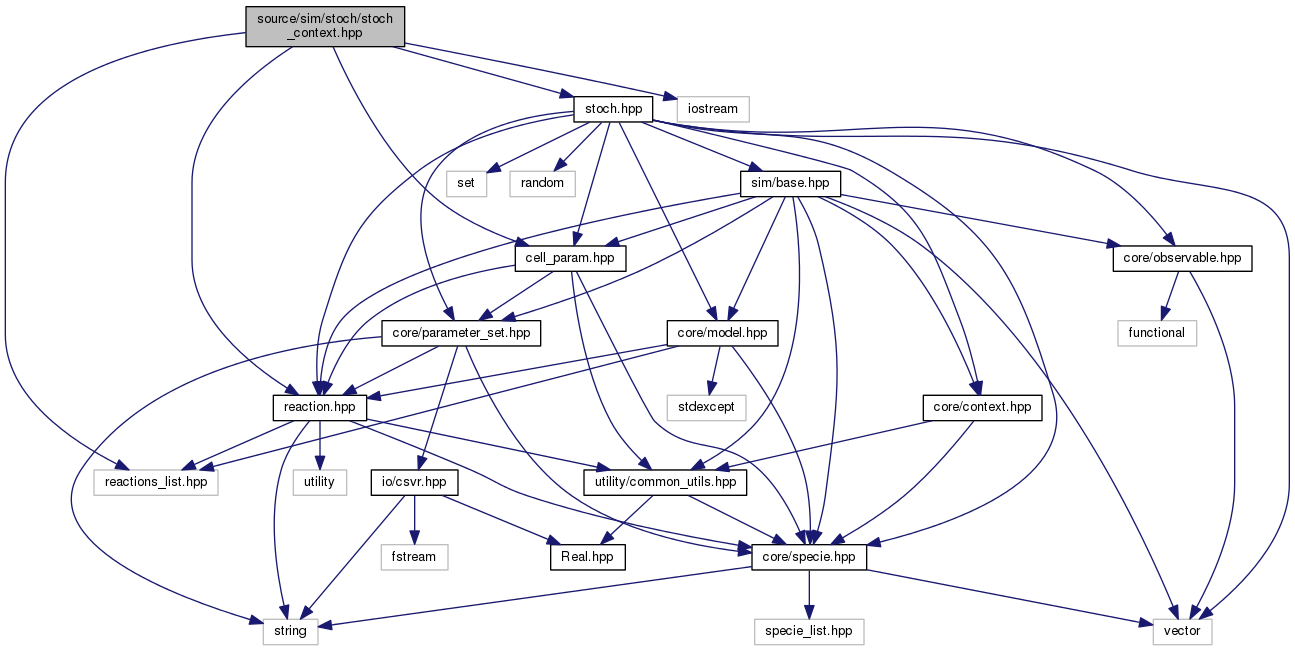 source/sim/stoch/stoch
_context.hpp
stoch.hpp
iostream
set
random
sim/base.hpp
cell_param.hpp
core/observable.hpp
core/parameter_set.hpp
core/model.hpp
functional
reaction.hpp
stdexcept
core/context.hpp
reactions_list.hpp
utility
io/csvr.hpp
utility/common_utils.hpp
fstream
Real.hpp
core/specie.hpp
string
specie_list.hpp
vector